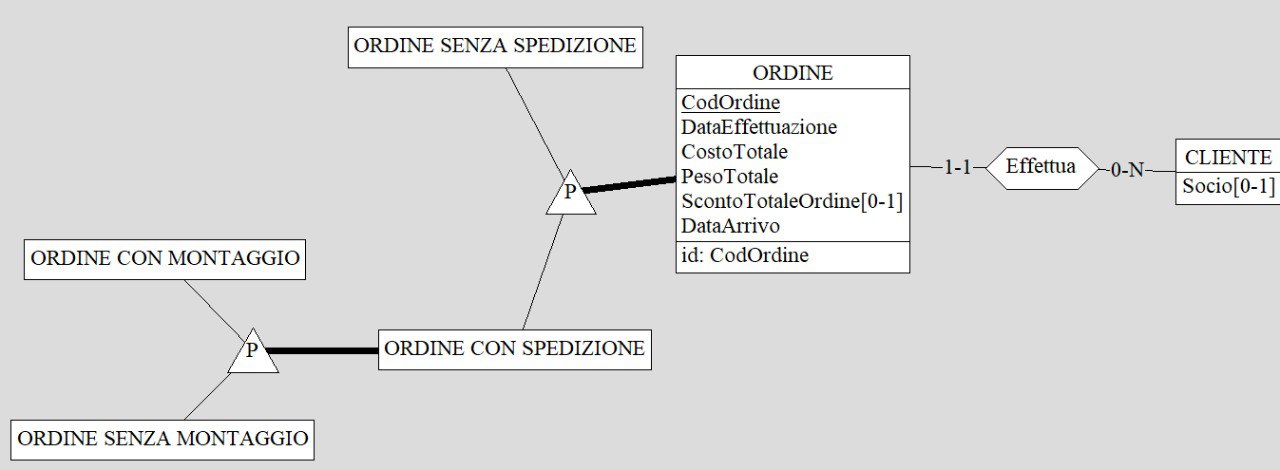 ORDINE SENZA SPEDIZIONE
ORDINE
CodOrdine
DataEffettuazione
CostoTotale
PesoTotale
ScontoTotaleOrdine[0-1]
DataArrivo
id: CodOrdine
1-1
Effettua
0-N
CLIENTE
Socio[0-1]
P
ORDINE CON MONTAGGIO
P
ORDINE CON SPEDIZIONE
ORDINE SENZA MONTAGGIO